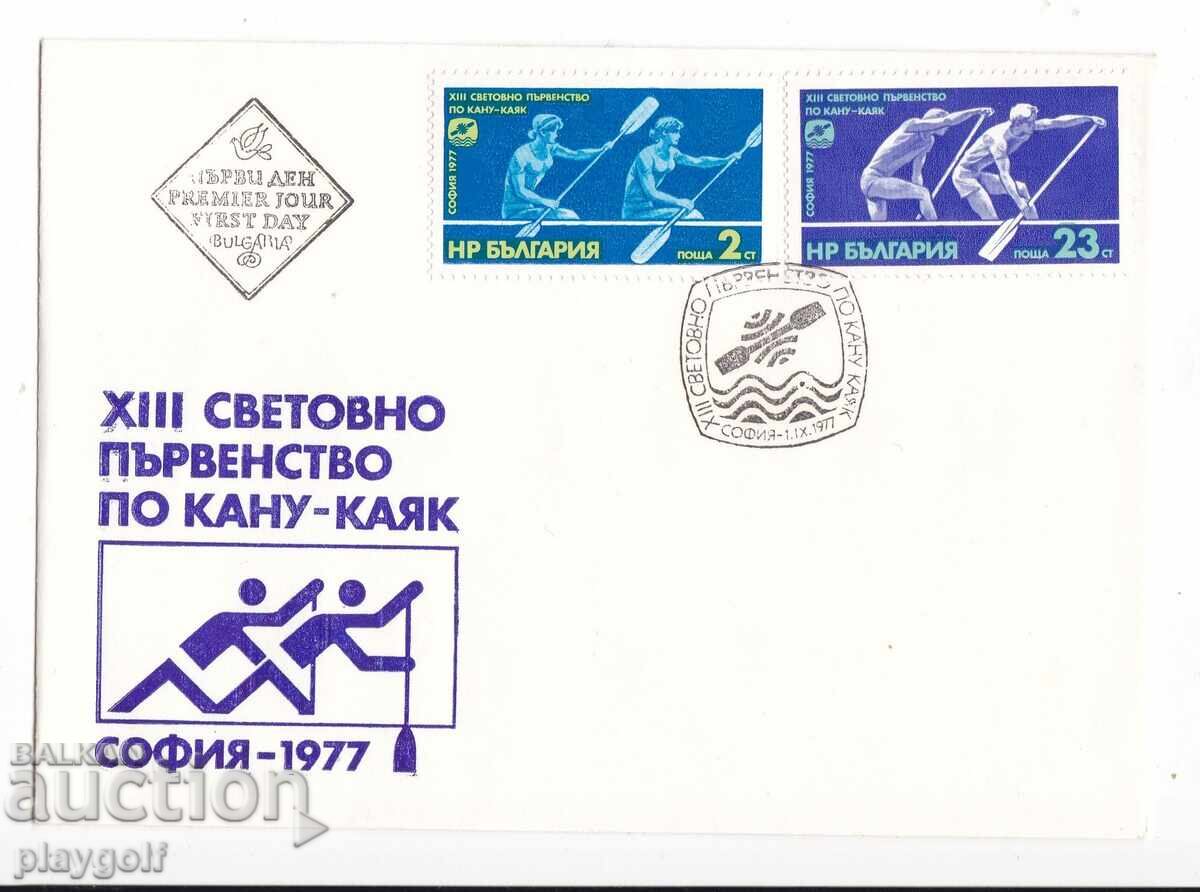 ПЪРВИ ДЕН
PREMIER JOUR
FIRST DAY
BULGARIA
XIII СВЕТОВНО ПЪРВЕНСТВО
ПО КАНУ-КАЯК
СОФИЯ 1977
НР БЪЛГАРИЯ ПОЩА 2 СТ
XIII СВЕТОВНО ПЪРВЕНСТВО
ПО КАНУ-КАЯК
СОФИЯ 1977
НР БЪЛГАРИЯ ПОЩА 23 СТ
XIII СВЕТОВНО ПЪРВЕНСТВО ПО КАНУ КАЯК
СОФИЯ-1.IX.1977
XIII СВЕТОВНО
ПЪРВЕНСТВО
ПО КАНУ-КАЯК
СОФИЯ-1977
BALKAN
auction
playgolf